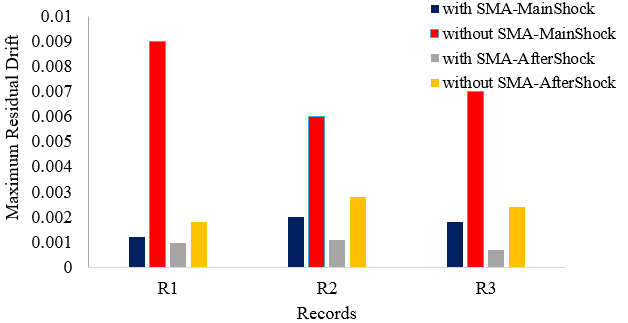 with SMA-MainShock
without SMA-MainShock
with SMA-AfterShock
without SMA-AfterShock
Maximum Residual Drift
0.01
0.009
0.008
0.007
0.006
0.005
0.004
0.003
0.002
0.001
0
R1
R2
R3
Records